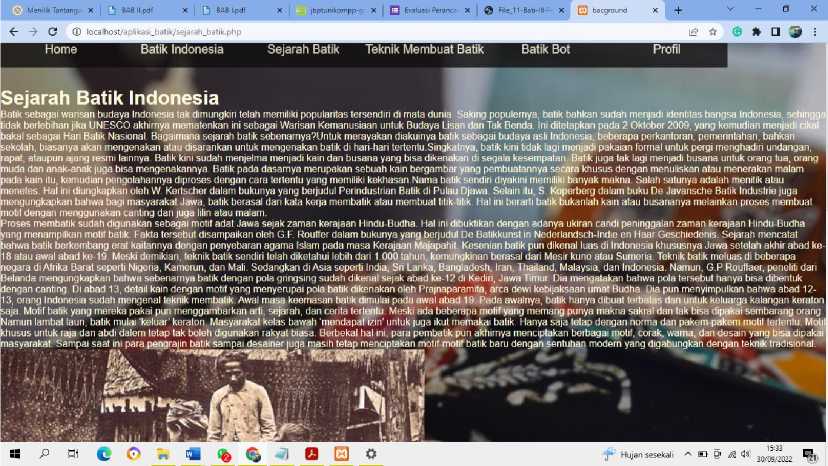 Menilik Tantanga
BAB II.pdf
BAB I.pdf
jbptunikompp-g
Evaluasi Peranca
File_11-Bab-III-F
bacground
localhost/aplikasi_batik/sejarah_batik.php
Home Batik Indonesia Sejarah Batik Teknik Membuat Batik Batik Bot Profil
Sejarah Batik Indonesia
Batik sebagai warisan budaya Indonesia tak dimungkiri telah memiliki popularitas tersendiri di mata dunia. Saking populernya, batik bahkan sudah menjadi identitas bangsa Indonesia, sehingga
tidak berlebihan jika UNESCO akhirnya mematenkan ini sebagai Warisan Kemanusiaan untuk Budaya Lisan dan Tak Benda. Ini ditetapkan pada 2 Oktober 2009, yang kemudian menjadi cikal
bakal sebagai Hari Batik Nasional. Bagaimana sejarah batik sebenarnya?Untuk merayakan diakuinya batik sebagai budaya asli Indonesia, beberapa perkantoran, pemerintahan, bahkan
sekolah, biasanya akan mengenakan atau disarankan untuk mengenakan batik di hari-hari tertentu.Singkatnya, batik kini tidak lagi menjadi pakaian formal untuk pergi menghadiri undangan,
rapat, ataupun ajang resmi lainnya. Batik kini sudah menjelma menjadi kain dan busana yang bisa dikenakan di segala kesempatan. Batik juga tak lagi menjadi busana untuk orang tua, orang
muda dan anak-anak juga bisa mengenakannya. Batik pada dasarnya merupakan sebuah kain bergambar yang pembuatannya secara khusus dengan menuliskan atau menerakan malam
pada kain itu, kemudian pengolahannya diproses dengan cara tertentu yang memiliki kekhasan.Nama batik sendiri diyakini memiliki banyak makna. Salah satunya adalah menitik atau
menetes. Hal ini diungkapkan oleh W. Kertscher dalam bukunya yang berjudul Perindustrian Batik di Pulau Djawa. Selain itu, S. Koperberg dalam buku De Javansche Batik Industrie juga
mengungkapkan bahwa bagi masyarakat Jawa, batik berasal dari kata kerja membatik atau membuat titik-titik. Hal ini berarti batik bukanlah kain atau busananya melainkan proses membuat
motif dengan menggunakan canting dan juga lilin atau malam.
Proses membatik sudah digunakan sebagai motif adat Jawa sejak zaman kerajaan Hindu-Budha. Hal ini dibuktikan dengan adanya ukiran candi peninggalan zaman kerajaan Hindu-Budha
yang menampilkan motif batik. Fakta tersebut disampaikan oleh G.F. Rouffer dalam bukunya yang berjudul De Batikkunst in Nederlandsch-Indie en Haar Geschiedenis. Sejarah mencatat
bahwa batik berkembang erat kaitannya dengan penyebaran agama Islam pada masa Kerajaan Majapahit. Kesenian batik pun dikenal luas di Indonesia khususnya Jawa setelah akhir abad ke-
18 atau awal abad ke-19. Meski demikian, teknik batik sendiri telah diketahui lebih dari 1.000 tahun, kemungkinan berasal dari Mesir kuno atau Sumeria. Teknik batik meluas di beberapa
negara di Afrika Barat seperti Nigeria, Kamerun, dan Mali. Sedangkan di Asia seperti India, Sri Lanka, Bangladesh, Iran, Thailand, Malaysia, dan Indonesia. Namun, G.P Rouffaer, peneliti dari
Belanda mengungkapkan bahwa sebenarnya batik dengan pola gringsing sudah dikenal sejak abad ke-12 di Kediri, Jawa Timur. Dia mengatakan bahwa pola tersebut hanya bisa dibentuk
dengan canting. Di abad 13, detail kain dengan motif yang menyerupai pola batik dikenakan oleh Prajnaparamita, arca dewi kebijaksaan umat Budha. Dia pun menyimpulkan bahwa abad 12-
13, orang Indonesia sudah mengenal teknik membatik. Awal masa keemasan batik dimulai pada awal abad 19. Pada awalnya, batik hanya dibuat terbatas dan untuk keluarga kalangan keraton
saja. Motif batik yang mereka pakai pun menggambarkan arti, sejarah, dan cerita tertentu. Meski ada beberapa motif yang memang punya makna sakral dan tak bisa dipakai sembarang orang.
Namun lambat laun, batik mulai 'keluar' keraton. Masyarakat kelas bawah 'mendapat izin' untuk juga ikut memakai batik. Hanya saja tetap dengan norma dan pakem-pakem motif tertentu. Motif
khusus untuk raja dan abdi dalem tetap tak boleh digunakan rakyat biasa. Berbekal hal ini, para pembatik pun akhirnya menciptakan berbagai motif, corak, warna, dan desain yang bisa dipakai
masyarakat. Sampai saat ini para pengrajin batik sampai desainer juga masih tetap menciptakan motif-motif batik baru dengan sentuhan modern yang digabungkan dengan teknik tradisional.
Hujan sesekali
15:33
30/09/2022